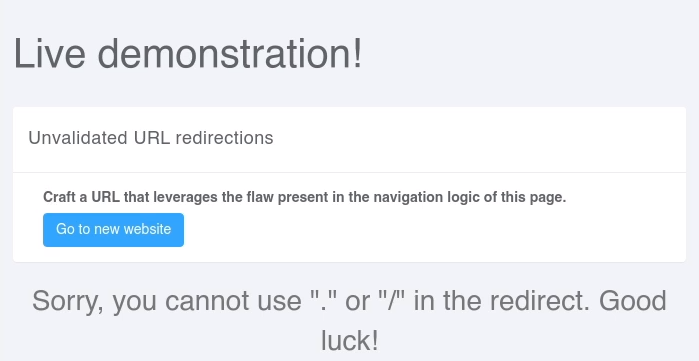 Live demonstration!
Unvalidated URL redirections
Craft a URL that leverages the flaw present in the navigation logic of this page.
Go to new website
Sorry, you cannot use "." or "/" in the redirect. Good
luck!